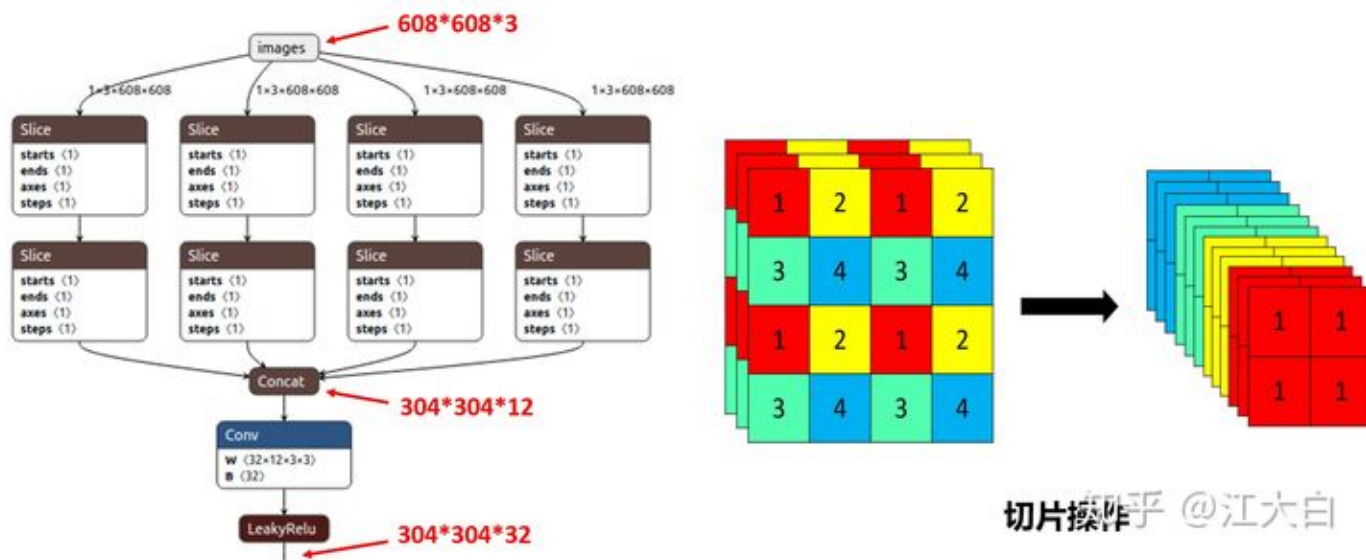 608*608*3
images
1×3×608×608 1×3×608×608 1×3×608×608 1×3×608×608
Slice Slice Slice Slice
starts ⟨1⟩ starts ⟨1⟩ starts ⟨1⟩ starts ⟨1⟩
ends ⟨1⟩ ends ⟨1⟩ ends ⟨1⟩ ends ⟨1⟩
axes ⟨1⟩ axes ⟨1⟩ axes ⟨1⟩ axes ⟨1⟩
steps ⟨1⟩ steps ⟨1⟩ steps ⟨1⟩ steps ⟨1⟩
Slice Slice Slice Slice
starts ⟨1⟩ starts ⟨1⟩ starts ⟨1⟩ starts ⟨1⟩
ends ⟨1⟩ ends ⟨1⟩ ends ⟨1⟩ ends ⟨1⟩
axes ⟨1⟩ axes ⟨1⟩ axes ⟨1⟩ axes ⟨1⟩
steps ⟨1⟩ steps ⟨1⟩ steps ⟨1⟩ steps ⟨1⟩
Concat
304*304*12
Conv
W ⟨32×12×3×3⟩
B ⟨32⟩
LeakyRelu
304*304*32
1 2 1 2
3 4 3 4
1 2 1 2
3 4 3 4
1 1
1 1
切片操作
知乎 @江大白